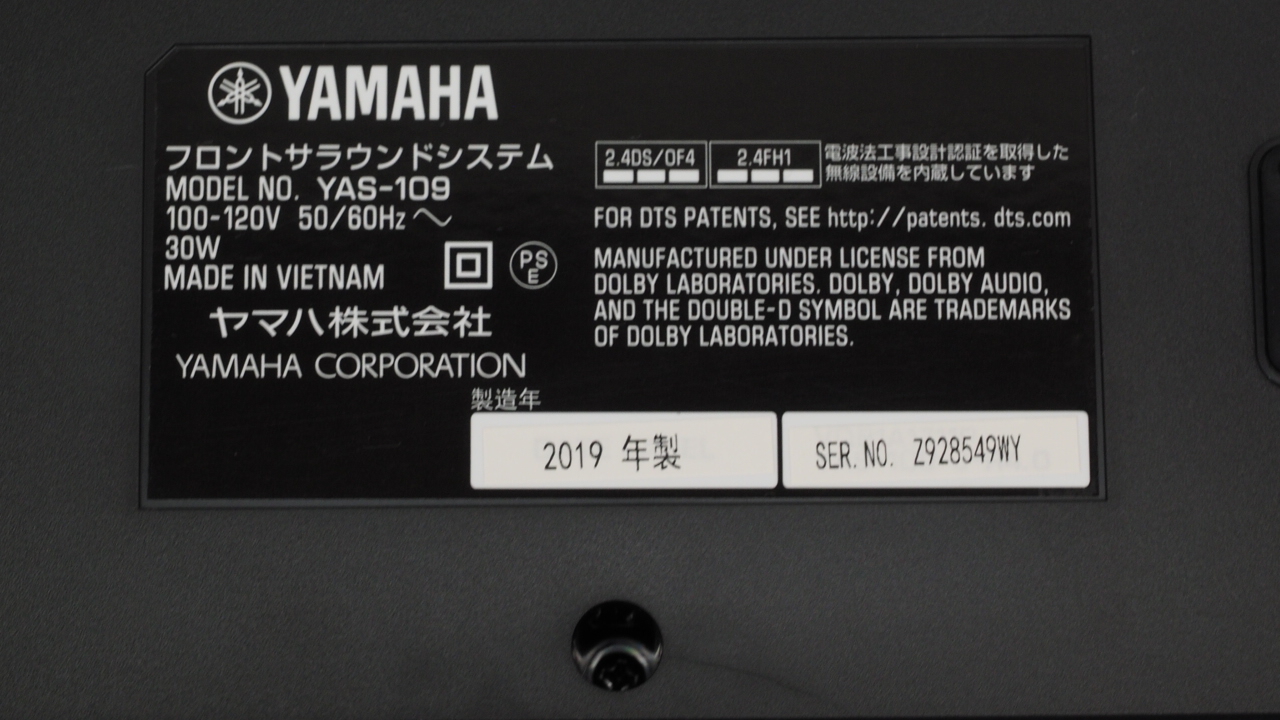 YAMAHA
フロントサラウンドシステム
MODEL NO. YAS-109
100-120V 50/60Hz ～
30W
MADE IN VIETNAM
PSE
ヤマハ株式会社
YAMAHA CORPORATION
2.4DS/OF4
2.4FH1
電波法工事設計認証を取得した
無線設備を内蔵しています
FOR DTS PATENTS, SEE http://patents. dts.com
MANUFACTURED UNDER LICENSE FROM
DOLBY LABORATORIES. DOLBY, DOLBY AUDIO,
AND THE DOUBLE-D SYMBOL ARE TRADEMARKS
OF DOLBY LABORATORIES.
製造年
2019 年製
SER. NO. Z928549WY